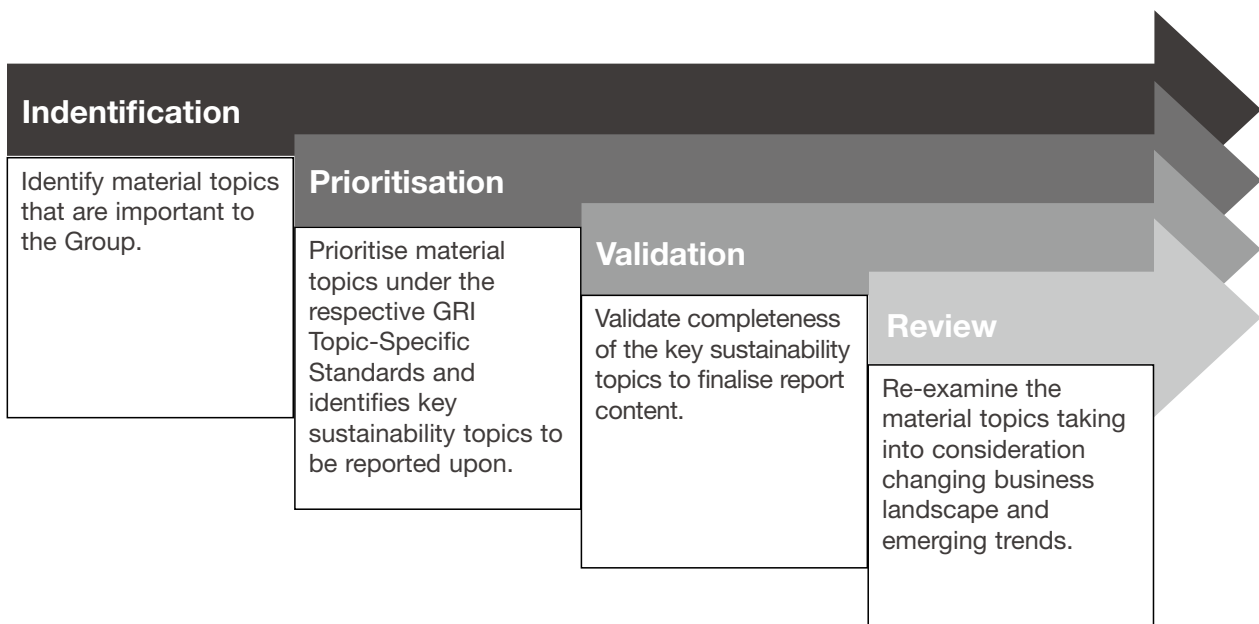 Indentification
Identify material topics
that are important to
the Group.
Prioritisation
Prioritise material
topics under the
respective GRI
Topic-Specific
Standards and
identifies key
sustainability topics to
be reported upon.
Validation
Validate completeness
of the key sustainability
topics to finalise report
content.
Review
Re-examine the
material topics taking
into consideration
changing business
landscape and
emerging trends.